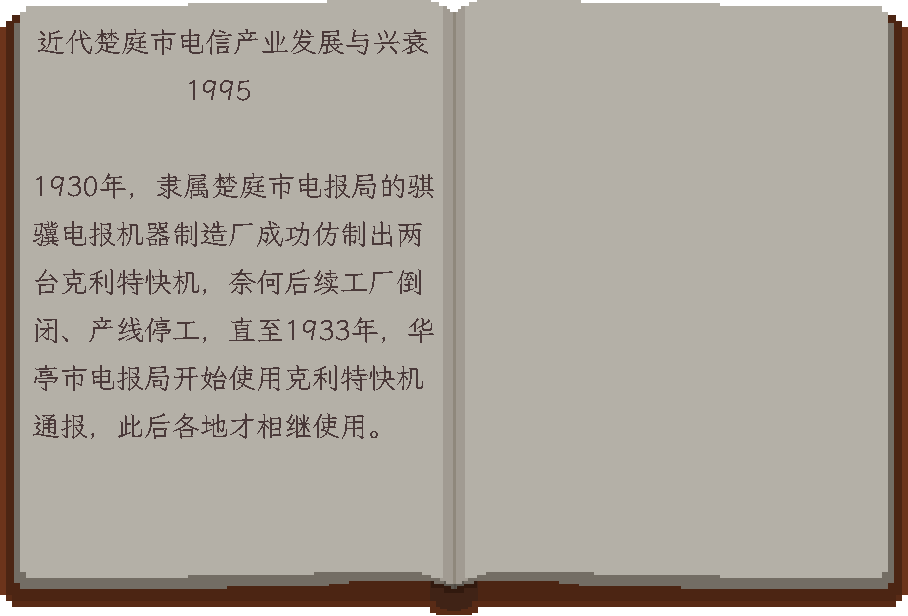 近代楚庭市电信产业发展与兴衰
1995
1930年，隶属楚庭市电报局的骐
骥电报机器制造厂成功仿制出两
台克利特快机，奈何后续工厂倒
闭、产线停工，直至1933年，华
亭市电报局开始使用克利特快机
通报，此后各地才相继使用。